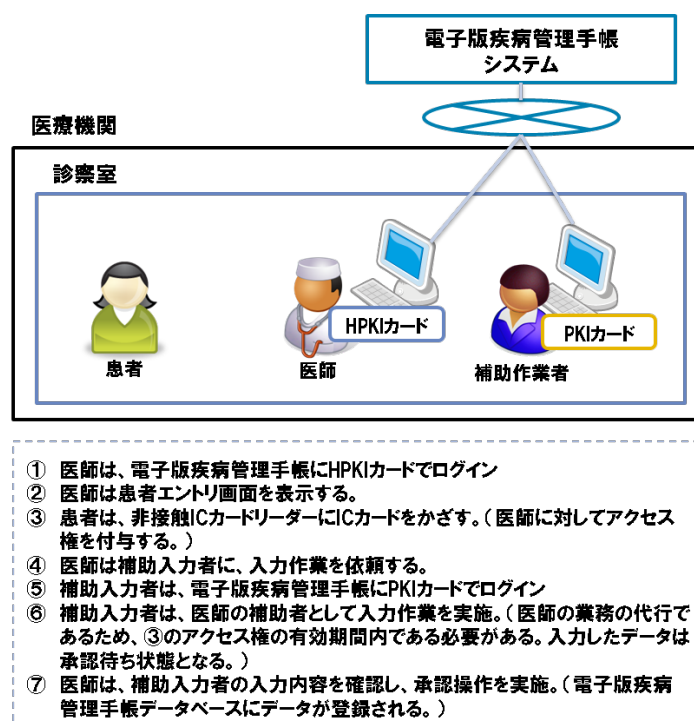 電子版疾病管理手帳
システム
医療機関
診察室
HPKIカード
PKIカード
患者
医師
補助作業者
① 医師は、電子版疾病管理手帳にHPKIカードでログイン
② 医師は患者エントリ画面を表示する。
③ 患者は、非接触ICカードリーダーにICカードをかざす。（医師に対してアクセス
権を付与する。）
④ 医師は補助入力者に、入力作業を依頼する。
⑤ 補助入力者は、電子版疾病管理手帳にPKIカードでログイン
⑥ 補助入力者は、医師の補助者として入力作業を実施。（医師の業務の代行で
あるため、③のアクセス権の有効期間内である必要がある。入力したデータは
承認待ち状態となる。）
⑦ 医師は、補助入力者の入力内容を確認し、承認操作を実施。（電子版疾病
管理手帳データベースにデータが登録される。）